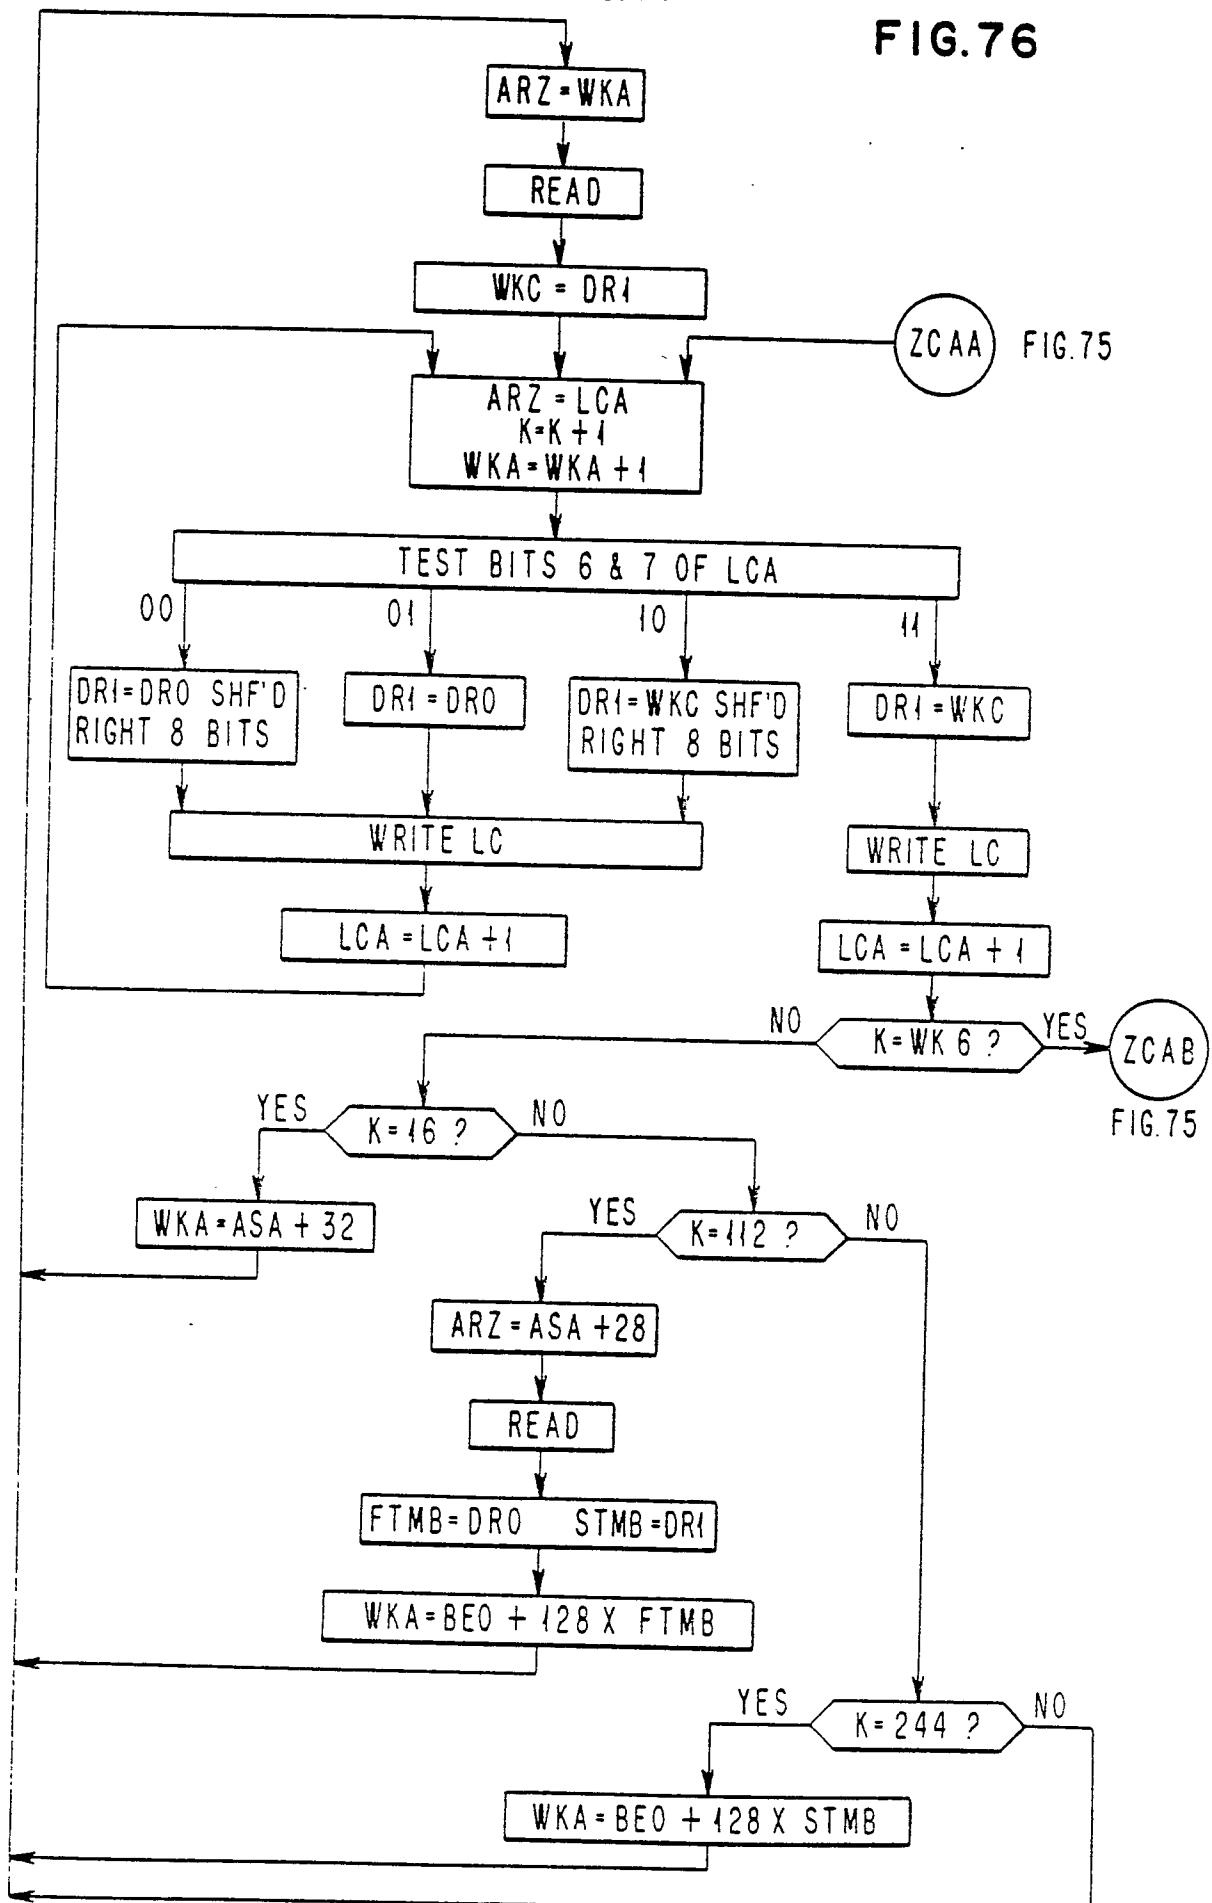 FIG.76
ARZ=WKA
READ
WKC = DR1
ZCAA
FIG.75
ARZ=LCA
K=K+1
WKA=WKA+1
TEST BITS 6 & 7 OF LCA
00
01
10
11
DR1=DR0 SHF'D
RIGHT 8 BITS
DR1=DR0
DR1=WKC SHF'D
RIGHT 8 BITS
DR1=WKC
WRITE LC
WRITE LC
LCA=LCA+1
LCA=LCA+1
NO
K=WK6 ?
YES
ZCAB
FIG.75
YES
K=16 ?
NO
WKA=ASA+32
YES
K=112 ?
NO
ARZ=ASA+28
READ
FTMB=DR0 STMB=DR1
WKA=BE0+128 X FTMB
YES
K=244 ?
NO
WKA=BE0+128 X STMB